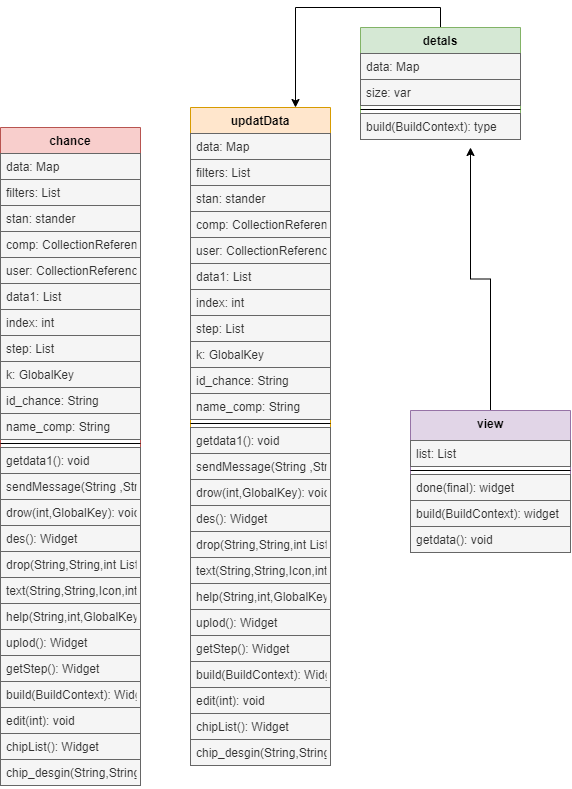 detals
data: Map
size: var
build(BuildContext): type
updatData
data: Map
filters: List
stan: stander
comp: CollectionReferen
user: CollectionReferenc
data1: List
index: int
step: List
k: GlobalKey
id_chance: String
name_comp: String
getdata1(): void
sendMessage(String ,Str
drow(int,GlobalKey): voic
des(): Widget
drop(String,String,int List
text(String,String,Icon,int
help(String,int,GlobalKey
uplod(): Widget
getStep(): Widget
build(BuildContext): Widg
edit(int): void
chipList(): Widget
chip_desgin(String,String
chance
data: Map
filters: List
stan: stander
comp: CollectionReferen
user: CollectionReferenc
data1: List
index: int
step: List
k: GlobalKey
id_chance: String
name_comp: String
getdata1(): void
sendMessage(String ,Str
drow(int,GlobalKey): voic
des(): Widget
drop(String,String,int List
text(String,String,Icon,int
help(String,int,GlobalKey
uplod(): Widget
getStep(): Widget
build(BuildContext): Widg
edit(int): void
chipList(): Widget
chip_desgin(String,String
view
list: List
done(final): widget
build(BuildContext): widget
getdata(): void